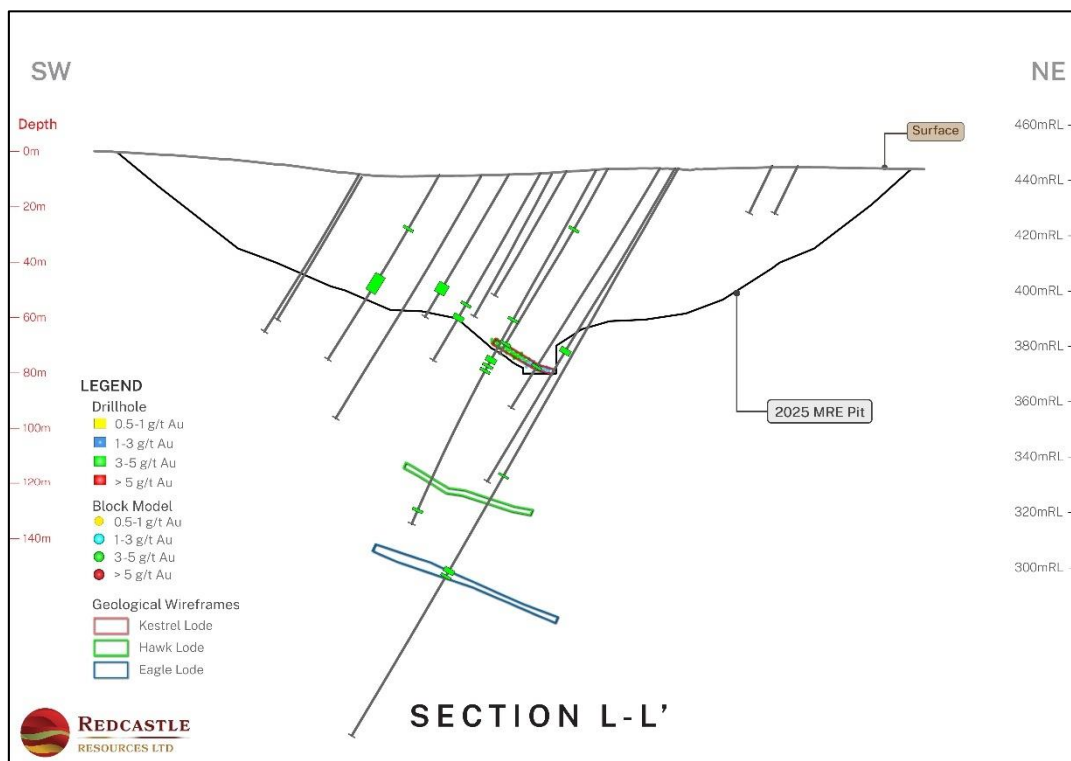 SW
NE
Depth
0m
20m
40m
60m
80m
100m
120m
140m
460mRL
440mRL
420mRL
400mRL
380mRL
360mRL
340mRL
320mRL
300mRL
Surface
2025 MRE Pit
LEGEND
Drillhole
0.5-1 g/t Au
1-3 g/t Au
3-5 g/t Au
> 5 g/t Au
Block Model
0.5-1 g/t Au
1-3 g/t Au
3-5 g/t Au
> 5 g/t Au
Geological Wireframes
Kestrel Lode
Hawk Lode
Eagle Lode
REDCASTLE
RESOURCES LTD
SECTION L-L’